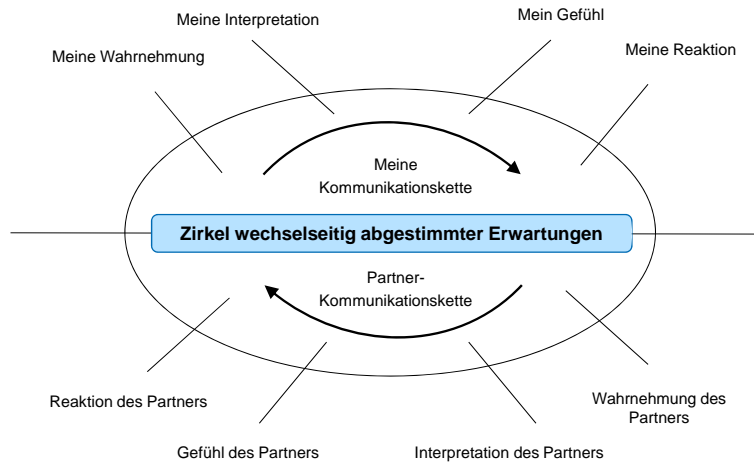 Meine Interpretation
Mein Gefühl
Meine Wahrnehmung
Meine Reaktion
Meine
Kommunikationskette
Zirkel wechselseitig abgestimmter Erwartungen
Partner-
Kommunikationskette
Reaktion des Partners
Wahrnehmung des
Partners
Gefühl des Partners
Interpretation des Partners